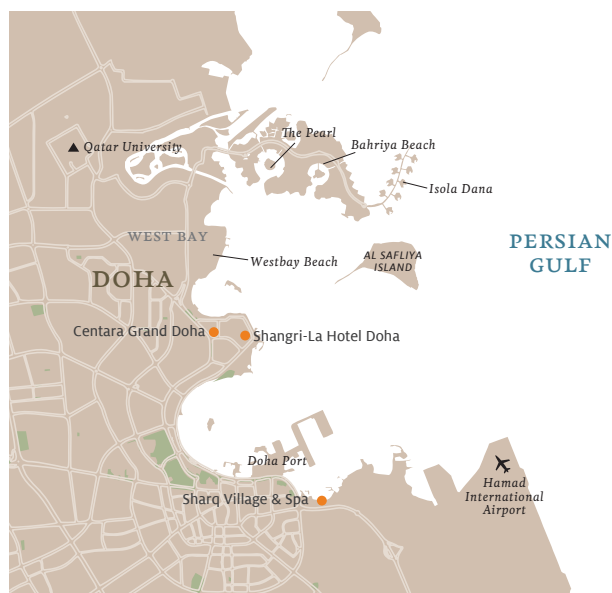 The Pearl
Bahriya Beach
Qatar University
Isola Dana
WEST BAY
PERSIAN
GULF
Westbay Beach
AL SAFLIYA
ISLAND
DOHA
Centara Grand Doha
Shangri-La Hotel Doha
Doha Port
Hamad
International
Airport
Sharq Village & Spa